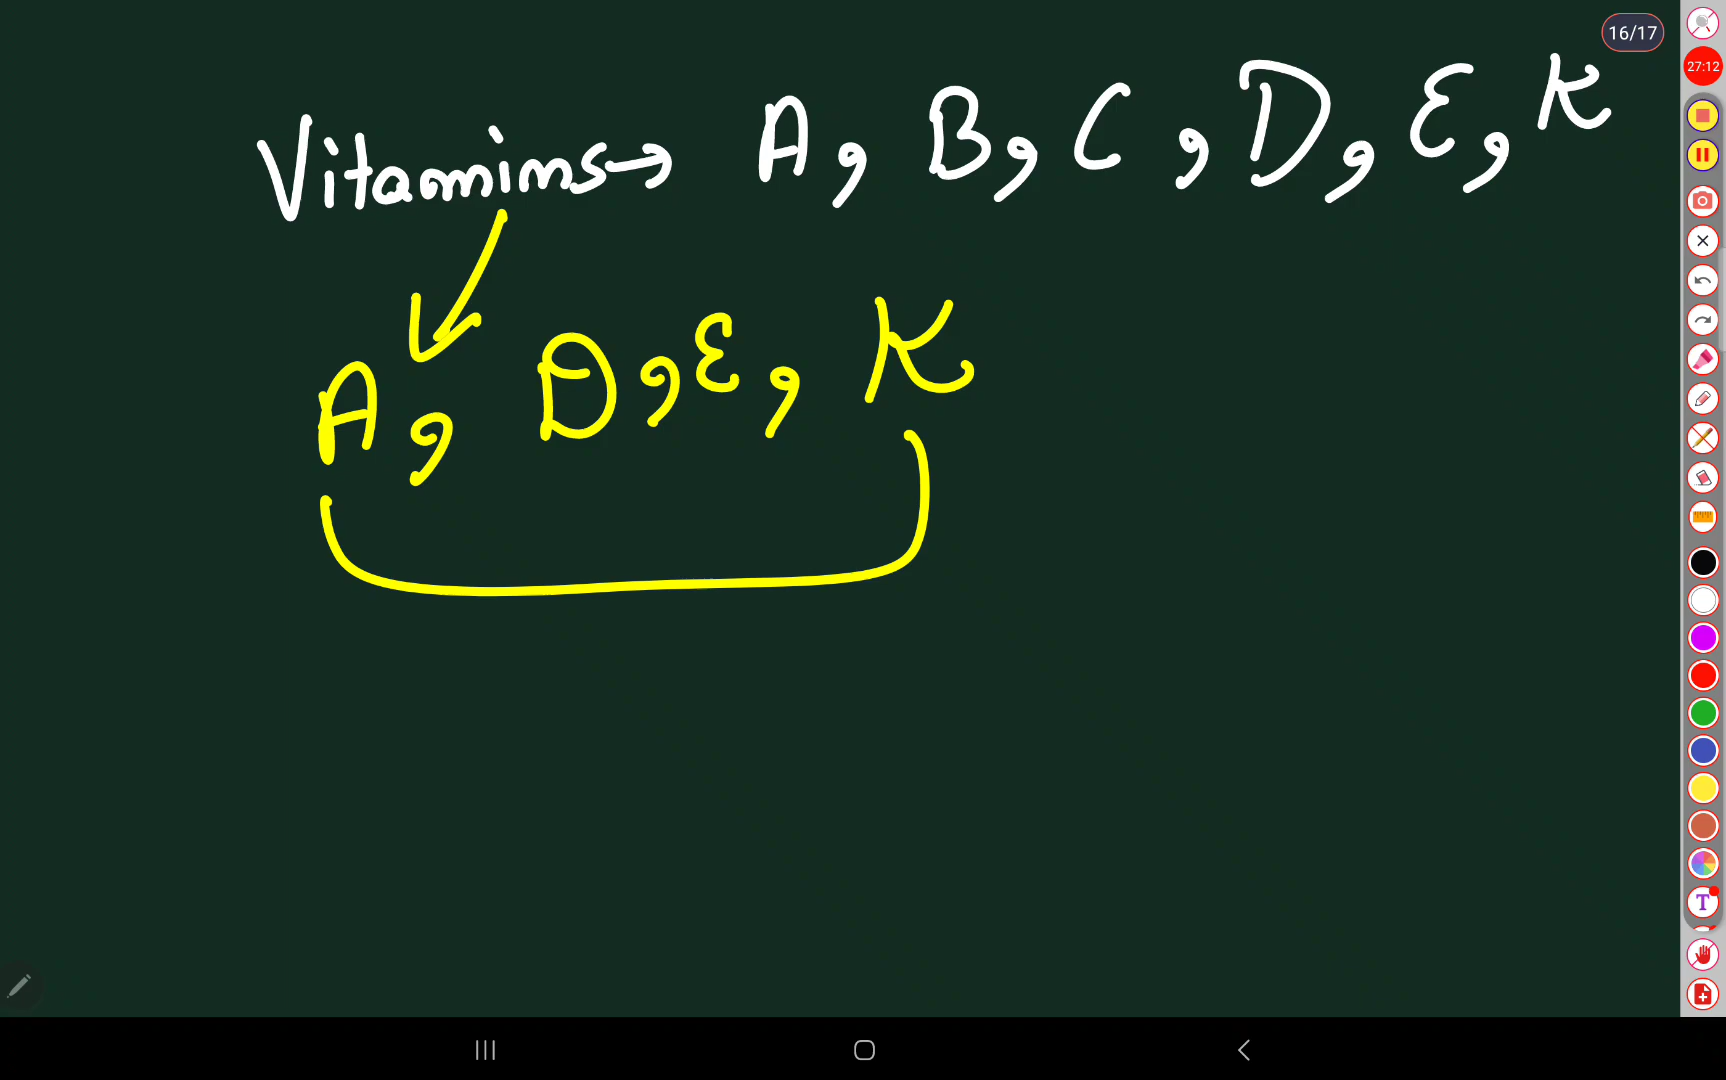 16/17
27:12
Vitamins→ A, B, C, D, E, K
A, D, E, K
T